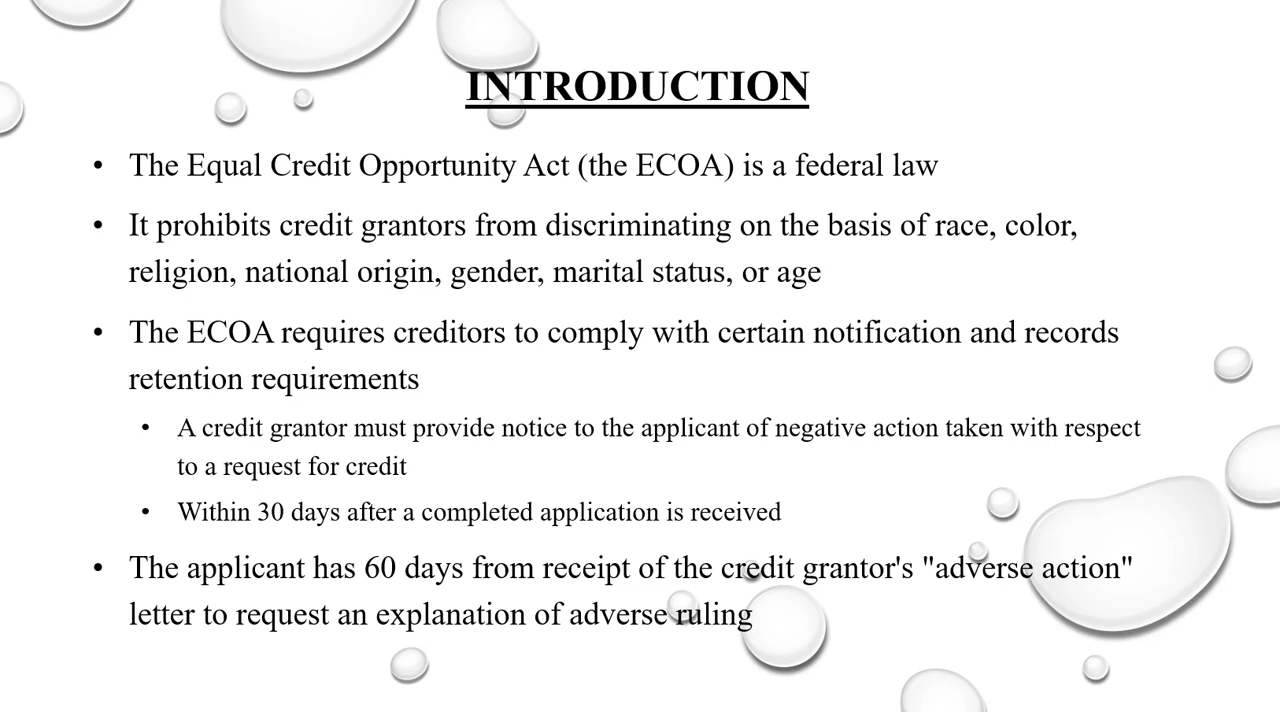 INTRODUCTION
• The Equal Credit Opportunity Act (the ECOA) is a federal law
• It prohibits credit grantors from discriminating on the basis of race, color,
religion, national origin, gender, marital status, or age
• The ECOA requires creditors to comply with certain notification and records
retention requirements
• A credit grantor must provide notice to the applicant of negative action taken with respect
to a request for credit
• Within 30 days after a completed application is received
• The applicant has 60 days from receipt of the credit grantor's "adverse action"
letter to request an explanation of adverse ruling